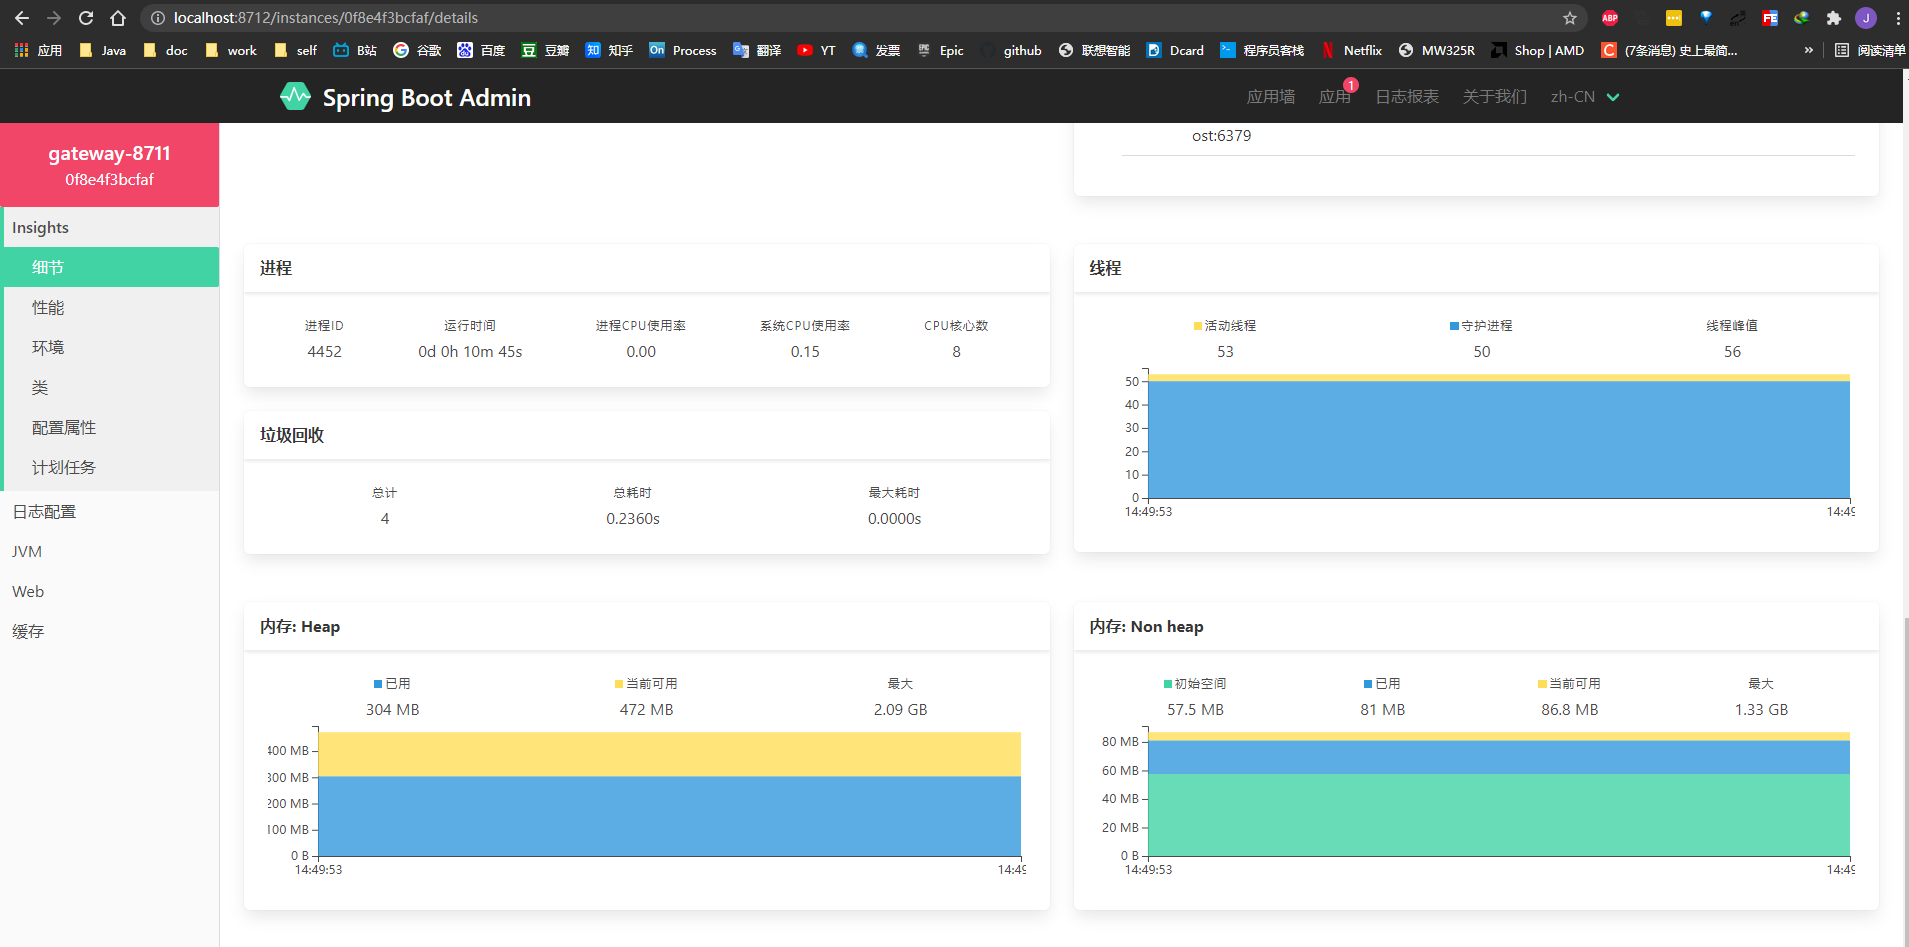 localhost:8712/instances/0f8e4f3bcfaf/details
ABP
FE
J
应用 Java doc work self B站 谷歌 百度 豆瓣 知乎 Process 翻译 YT 发票 Epic github 联想智能 Dcard 程序员客栈 Netflix MW325R Shop | AMD (7条消息) 史上最简... » 阅读清单
Spring Boot Admin
应用墙 应用 1 日志报表 关于我们 zh-CN
gateway-8711
0f8e4f3bcfaf
Insights
细节
性能
环境
类
配置属性
计划任务
日志配置
JVM
Web
缓存
ost:6379
进程
进程ID 运行时间 进程CPU使用率 系统CPU使用率 CPU核心数
4452 0d 0h 10m 45s 0.00 0.15 8
线程
活动线程 守护进程 线程峰值
53 50 56
50
40
30
20
10
0
14:49:53 14:49
垃圾回收
总计 总耗时 最大耗时
4 0.2360s 0.0000s
内存: Heap
已用 当前可用 最大
304 MB 472 MB 2.09 GB
400 MB
300 MB
200 MB
100 MB
0 B
14:49:53 14:49
内存: Non heap
初始空间 已用 当前可用 最大
57.5 MB 81 MB 86.8 MB 1.33 GB
80 MB
60 MB
40 MB
20 MB
0 B
14:49:53 14:49